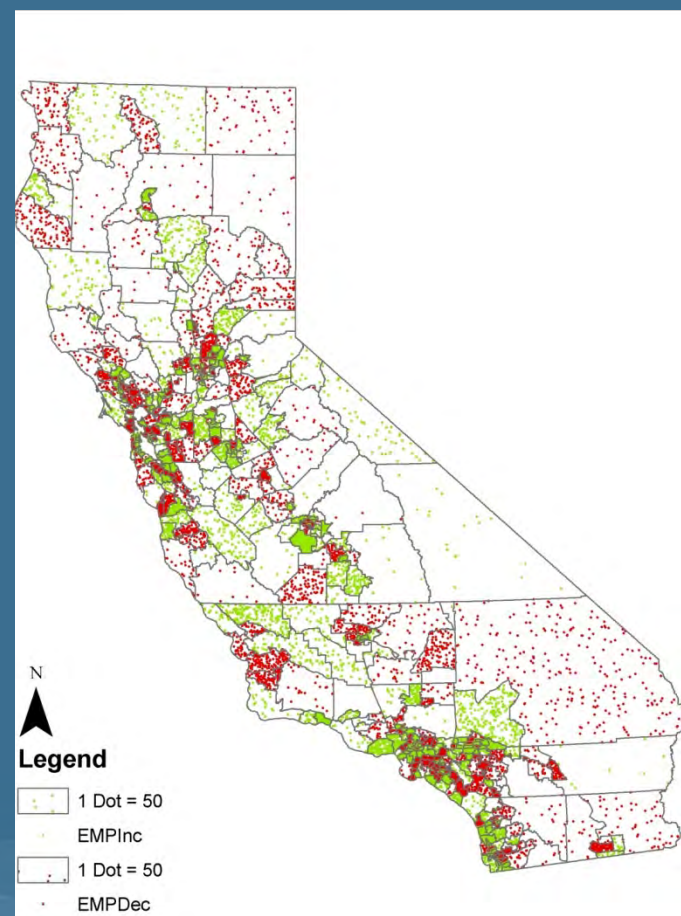 N
Legend
1 Dot = 50
EMPInc
1 Dot = 50
EMPDec